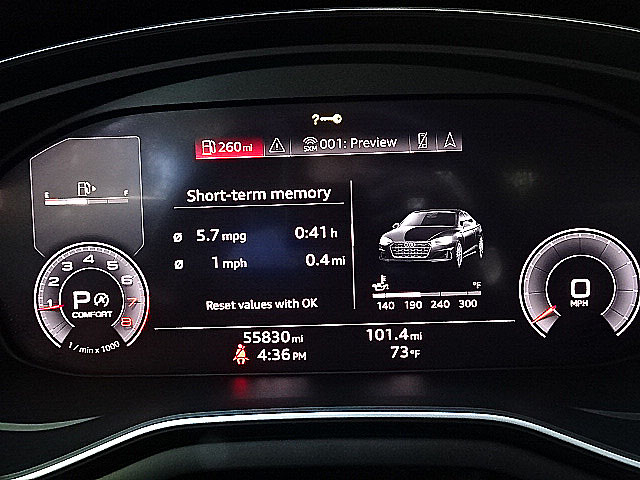 ?
260 mi
SXM 001: Preview
E F
Short-term memory
ø 5.7 mpg 0:41 h
ø 1 mph 0.4 mi
Reset values with OK
°F
140 190 240 300
1 2 3 4 5 6 7 8
P A
COMFORT
1 / min x 1000
0
MPH
55830 mi 101.4 mi
4:36 PM 73 °F